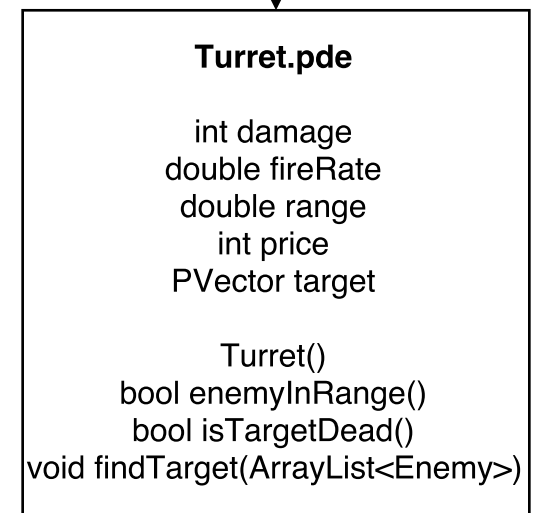 Turret.pde
int damage
double fireRate
double range
int price
PVector target
Turret()
bool enemyInRange()
bool isTargetDead()
void findTarget(ArrayList<Enemy>)